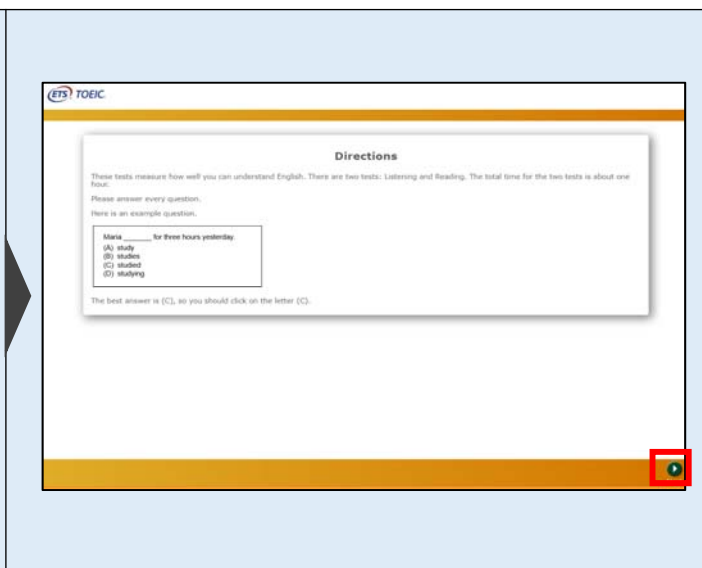 ETS TOEIC.
Directions
These tests measure how well you can understand English. There are two tests: Listening and Reading. The total time for the two tests is about one
hour.
Please answer every question.
Here is an example question.
Maria _______ for three hours yesterday.
(A) study
(B) studies
(C) studied
(D) studying
The best answer is (C), so you should click on the letter (C).